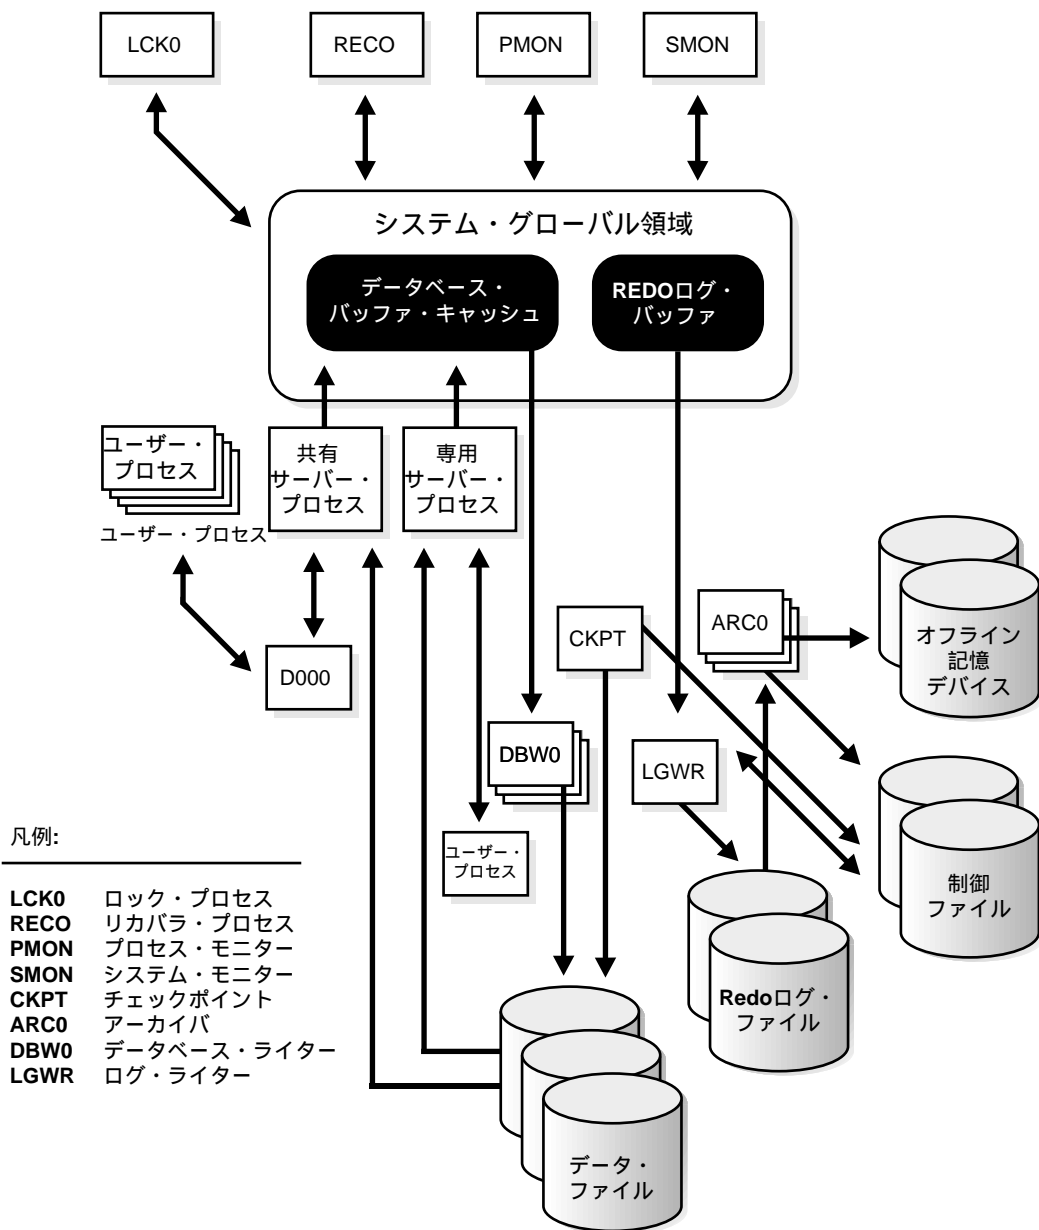 LCK0
RECO
PMON
SMON
システム・グローバル領域
データベース・
バッファ・キャッシュ
REDOログ・
バッファ
ユーザー・
プロセス
ユーザー・プロセス
共有
サーバー・
プロセス
専用
サーバー・
プロセス
D000
CKPT
ARC0
オフライン
記憶
デバイス
DBW0
LGWR
ユーザー・
プロセス
制御
ファイル
Redoログ・
ファイル
データ・
ファイル
凡例:
LCK0 ロック・プロセス
RECO リカバラ・プロセス
PMON プロセス・モニター
SMON システム・モニター
CKPT チェックポイント
ARC0 アーカイバ
DBW0 データベース・ライター
LGWR ログ・ライター